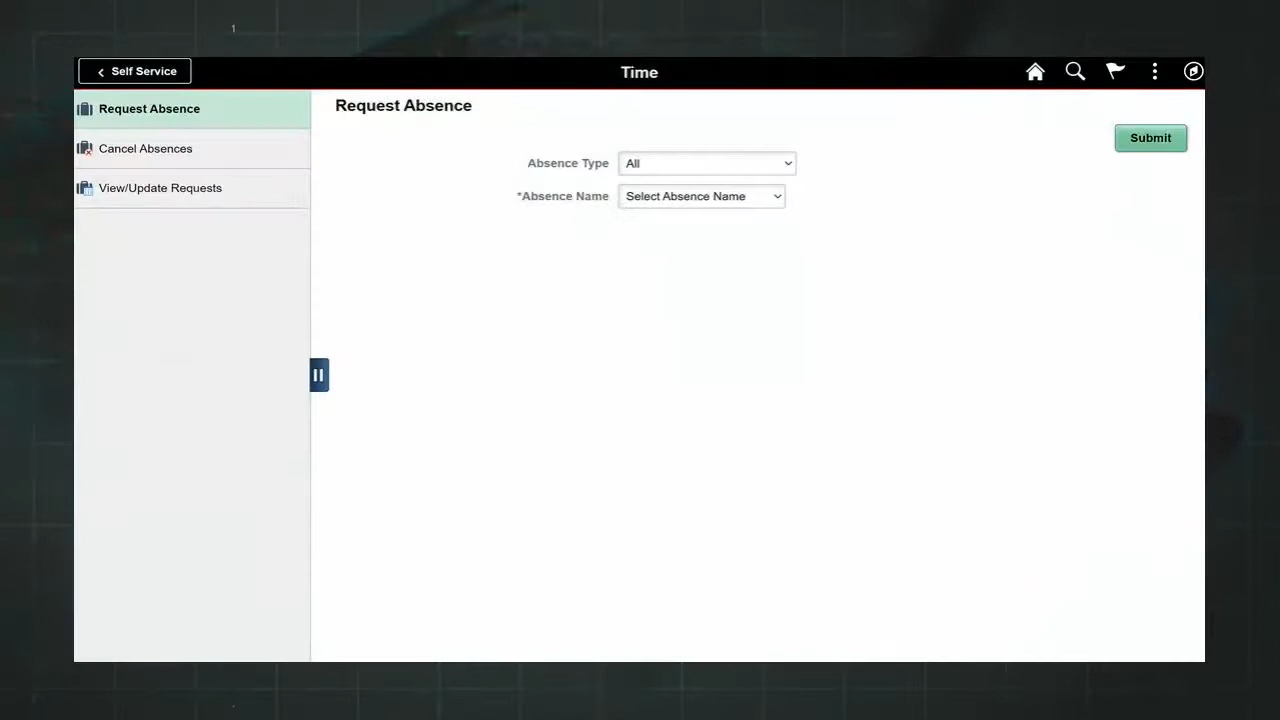 1
Self Service
Time
Request Absence
Cancel Absences
View/Update Requests
Request Absence
Submit
Absence Type All
*Absence Name Select Absence Name